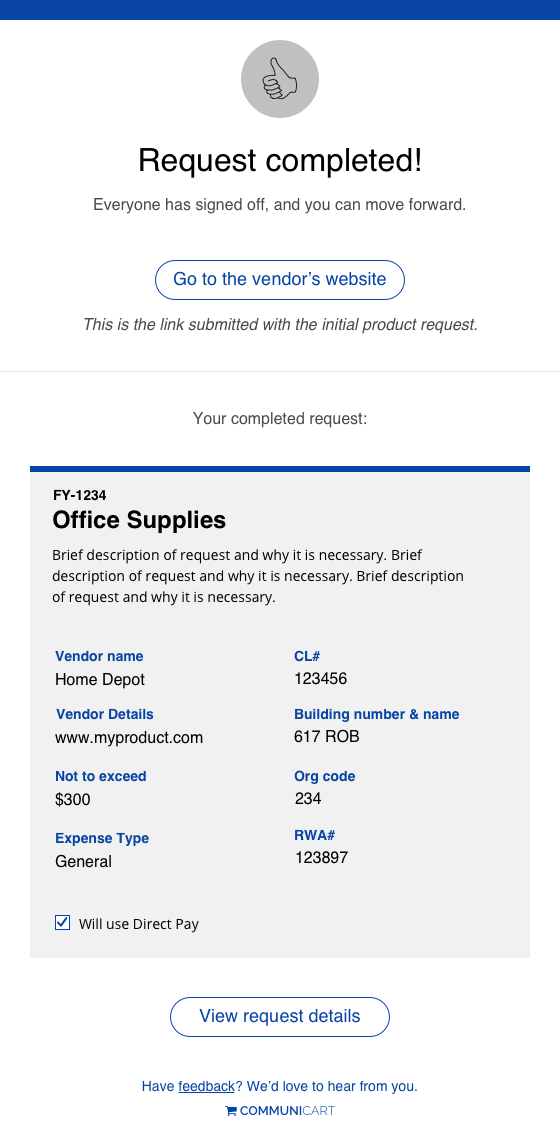 Request completed!
Everyone has signed off, and you can move forward.
Go to the vendor’s website
This is the link submitted with the initial product request.
Your completed request:
FY-1234
Office Supplies
Brief description of request and why it is necessary. Brief
description of request and why it is necessary. Brief description
of request and why it is necessary.
Vendor name
Home Depot
CL#
123456
Vendor Details
www.myproduct.com
Building number & name
617 ROB
Not to exceed
$300
Org code
234
Expense Type
General
RWA#
123897
Will use Direct Pay
View request details
Have feedback? We’d love to hear from you.
COMMUNICART